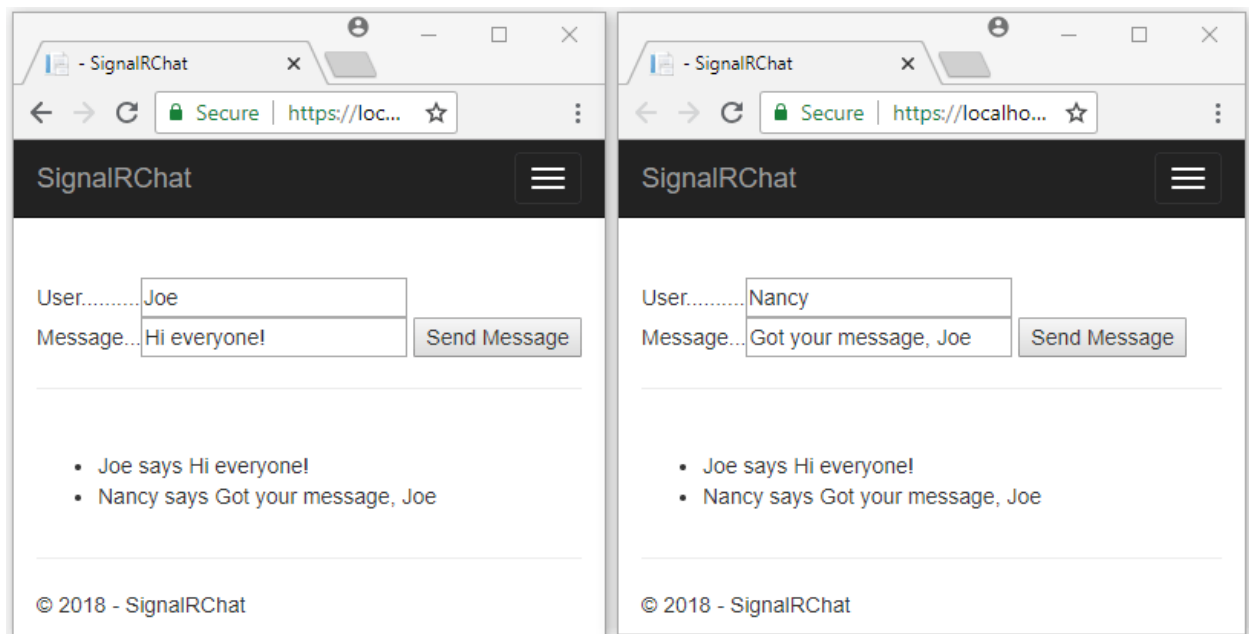 - SignalRChat
Secure | https://loc...
SignalRChat
User..........Joe
Message...Hi everyone!
Send Message
Joe says Hi everyone!
Nancy says Got your message, Joe
© 2018 - SignalRChat
- SignalRChat
Secure | https://localho...
SignalRChat
User..........Nancy
Message...Got your message, Joe
Send Message
Joe says Hi everyone!
Nancy says Got your message, Joe
© 2018 - SignalRChat